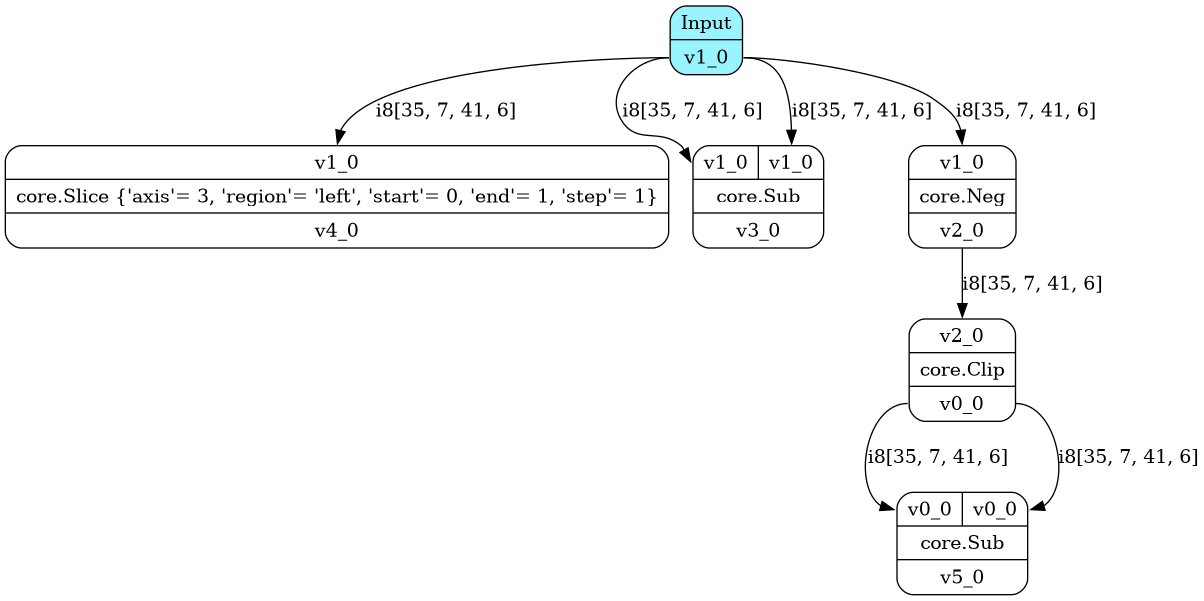 Input
v1_0
i8[35, 7, 41, 6]
i8[35, 7, 41, 6]
i8[35, 7, 41, 6]
i8[35, 7, 41, 6]
v1_0
core.Slice {'axis'= 3, 'region'= 'left', 'start'= 0, 'end'= 1, 'step'= 1}
v4_0
v1_0 v1_0
core.Sub
v3_0
v1_0
core.Neg
v2_0
i8[35, 7, 41, 6]
v2_0
core.Clip
v0_0
i8[35, 7, 41, 6]
i8[35, 7, 41, 6]
v0_0 v0_0
core.Sub
v5_0